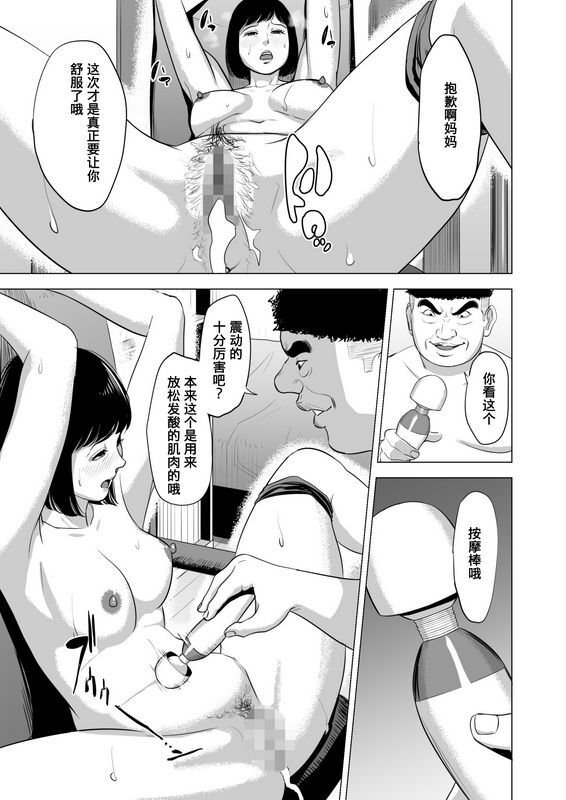 抱歉啊妈妈
这次才是真正要让你
舒服了哦
你看这个
按摩棒哦
震动的
十分厉害吧？
本来这个是用来
放松发酸的肌肉的哦